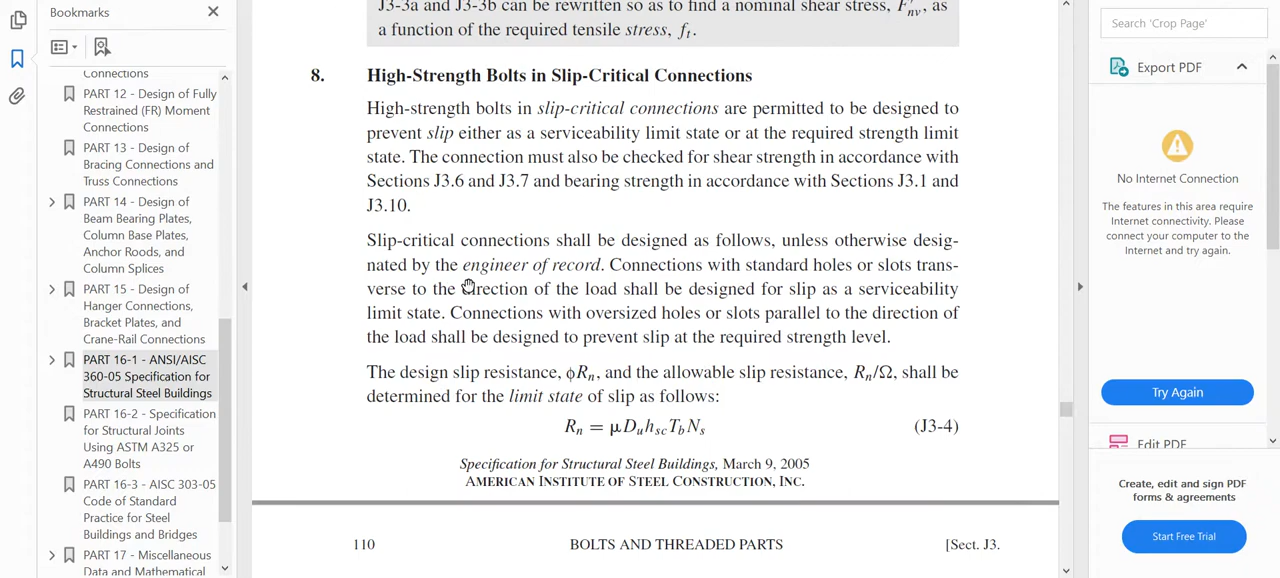 Bookmarks
Connections
PART 12 - Design of Fully
Restrained (FR) Moment
Connections
PART 13 - Design of
Bracing Connections and
Truss Connections
PART 14 - Design of
Beam Bearing Plates,
Column Base Plates,
Anchor Roods, and
Column Splices
PART 15 - Design of
Hanger Connections,
Bracket Plates, and
Crane-Rail Connections
PART 16-1 - ANSI/AISC
360-05 Specification for
Structural Steel Buildings
PART 16-2 - Specification
for Structural Joints
Using ASTM A325 or
A490 Bolts
PART 16-3 - AISC 303-05
Code of Standard
Practice for Steel
Buildings and Bridges
PART 17 - Miscellaneous
Data and Mathematical
J3-3a and J3-3b can be rewritten so as to find a nominal shear stress, F′nv, as
a function of the required tensile stress, ft.
8. High-Strength Bolts in Slip-Critical Connections
High-strength bolts in slip-critical connections are permitted to be designed to
prevent slip either as a serviceability limit state or at the required strength limit
state. The connection must also be checked for shear strength in accordance with
Sections J3.6 and J3.7 and bearing strength in accordance with Sections J3.1 and
J3.10.
Slip-critical connections shall be designed as follows, unless otherwise desig-
nated by the engineer of record. Connections with standard holes or slots trans-
verse to the direction of the load shall be designed for slip as a serviceability
limit state. Connections with oversized holes or slots parallel to the direction of
the load shall be designed to prevent slip at the required strength level.
The design slip resistance, ϕRn, and the allowable slip resistance, Rn/Ω, shall be
determined for the limit state of slip as follows:
Rn = μDuhscTbNs (J3-4)
Specification for Structural Steel Buildings, March 9, 2005
AMERICAN INSTITUTE OF STEEL CONSTRUCTION, INC.
110 BOLTS AND THREADED PARTS [Sect. J3.
Search 'Crop Page'
Export PDF
No Internet Connection
The features in this area require
Internet connectivity. Please
connect your computer to the
Internet and try again.
Try Again
Edit PDF
Create, edit and sign PDF
forms & agreements
Start Free Trial